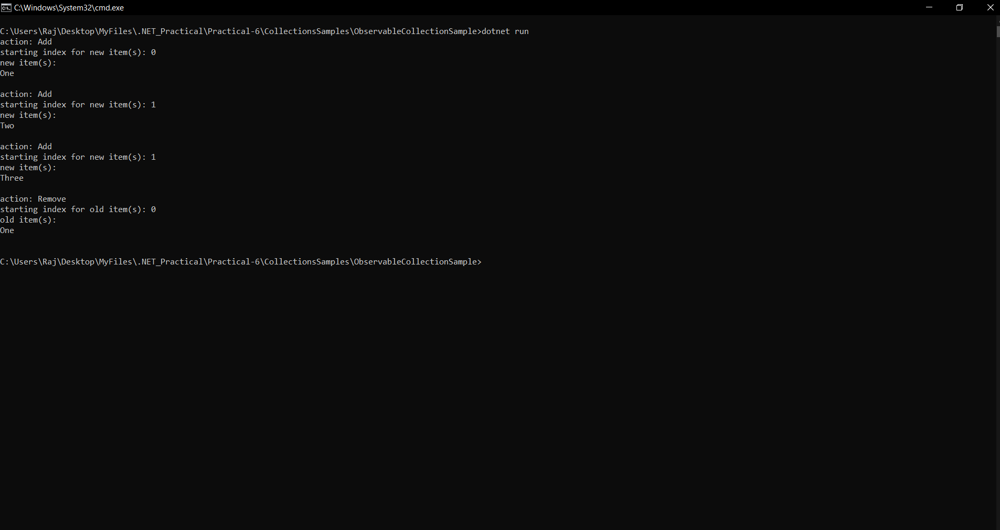 C:\Windows\System32\cmd.exe
C:\Users\Raj\Desktop\MyFiles\.NET_Practical\Practical-6\CollectionsSamples\ObservableCollectionSample>dotnet run
action: Add
starting index for new item(s): 0
new item(s):
One
action: Add
starting index for new item(s): 1
new item(s):
Two
action: Add
starting index for new item(s): 1
new item(s):
Three
action: Remove
starting index for old item(s): 0
old item(s):
One
C:\Users\Raj\Desktop\MyFiles\.NET_Practical\Practical-6\CollectionsSamples\ObservableCollectionSample>